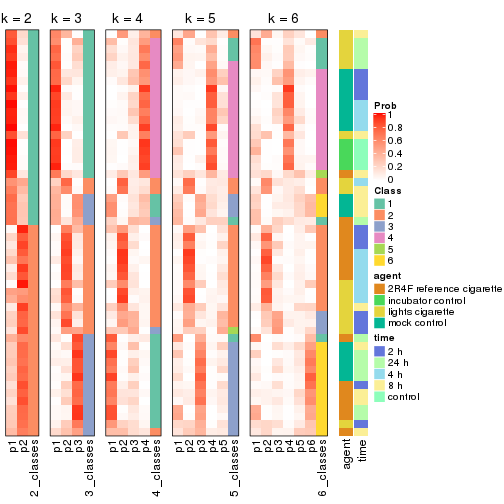 k = 2 k = 3 k = 4 k = 5 k = 6
Prob
1
0.8
0.6
0.4
0.2
0
Class
1
2
3
4
5
6
agent
2R4F reference cigarette
incubator control
lights cigarette
mock control
time
2 h
24 h
4 h
8 h
control
p1 p2 2_classes p1 p2 p3 3_classes p1 p2 p3 p4 4_classes p1 p2 p3 p4 p5 5_classes p1 p2 p3 p4 p5 p6 6_classes agent time